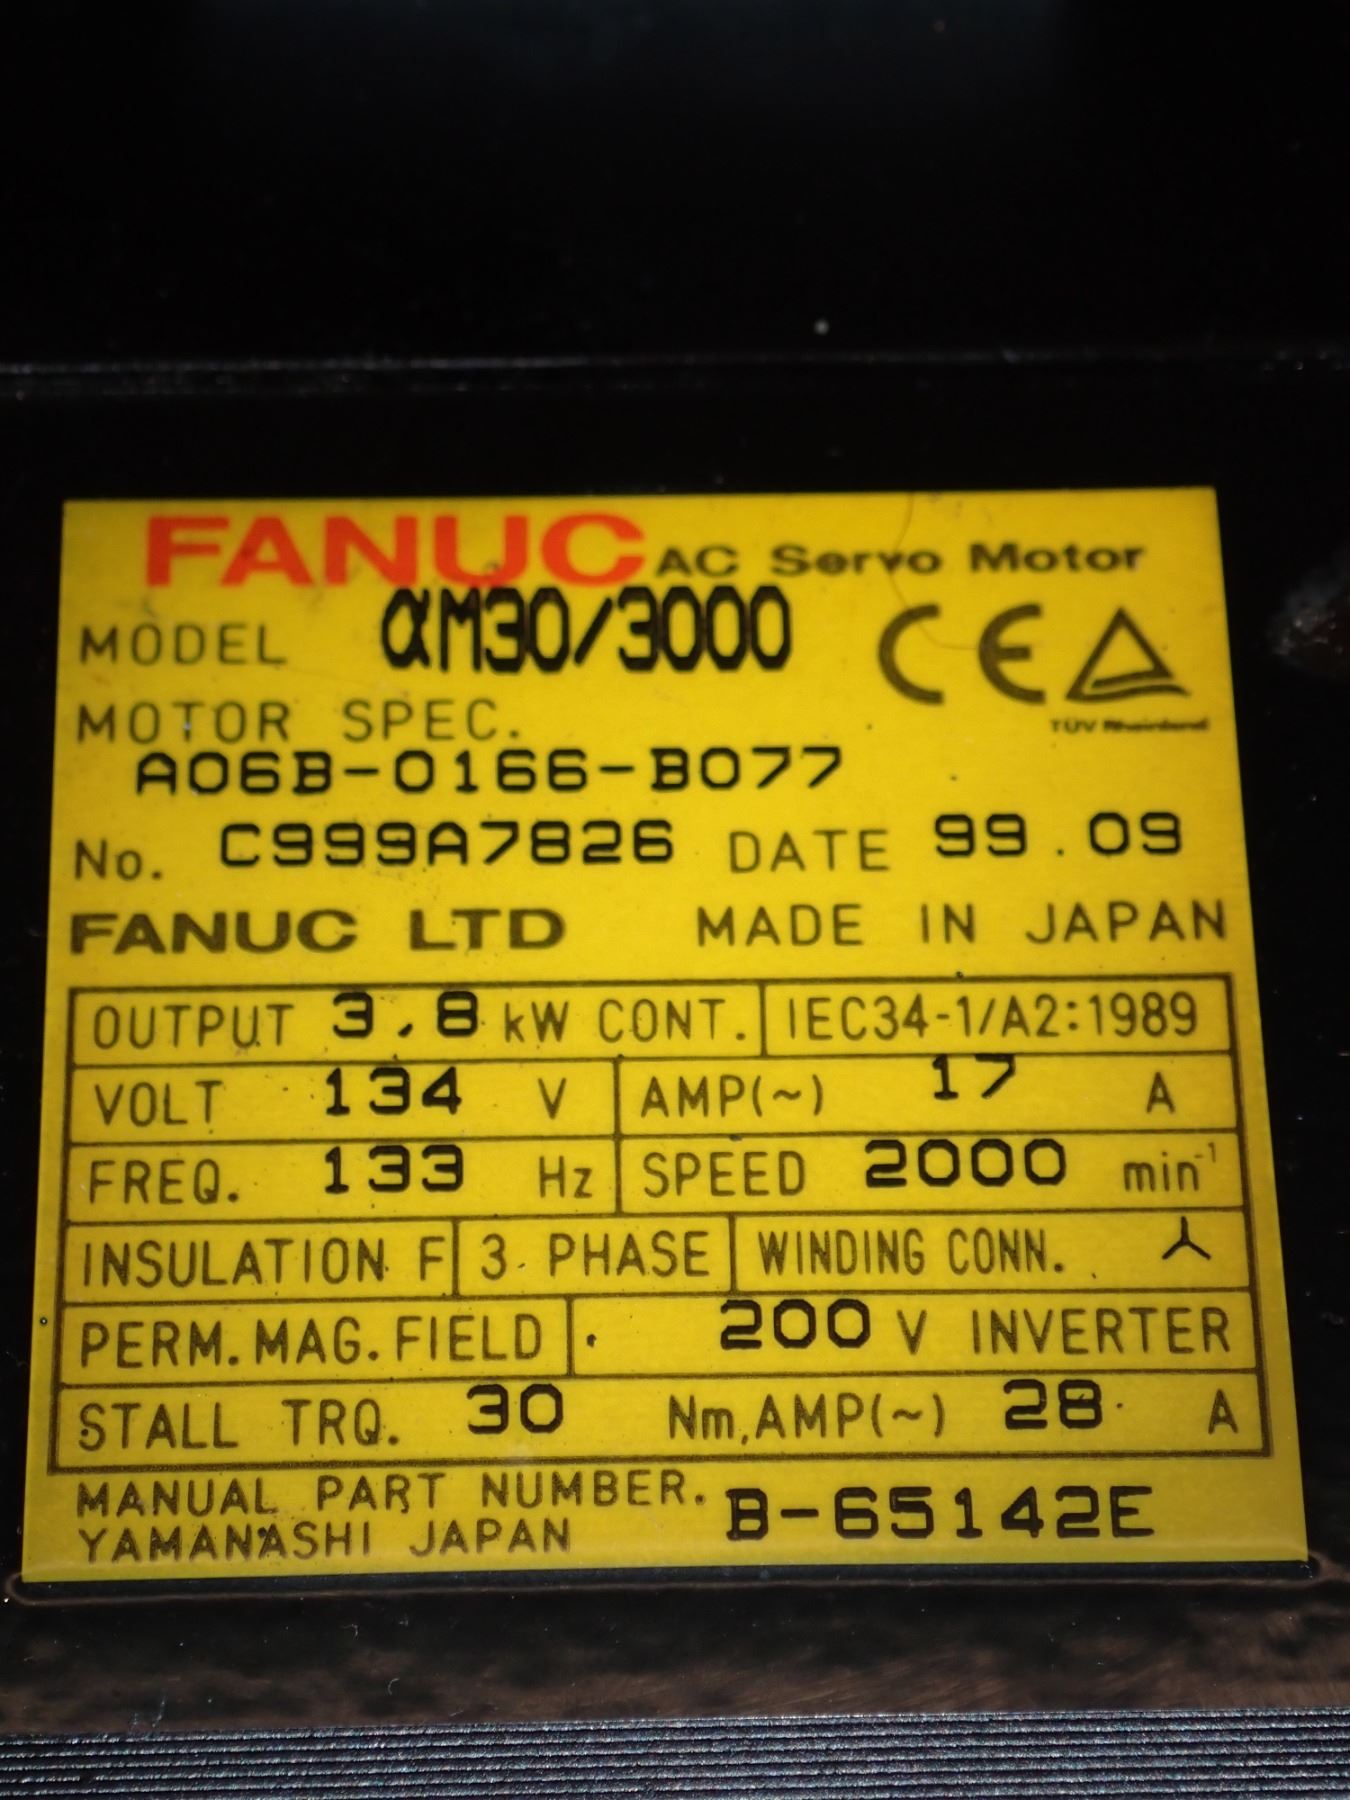 FANUC AC Servo Motor
MODEL αM30/3000
TÜV Rheinland
MOTOR SPEC.
A06B-0166-B077
No. C999A7826 DATE 99.09
FANUC LTD MADE IN JAPAN
OUTPUT 3.8 kW CONT. IEC34-1/A2:1989
VOLT 134 V AMP(~) 17 A
FREQ. 133 Hz SPEED 2000 min⁻¹
INSULATION F 3 PHASE WINDING CONN.
PERM. MAG. FIELD 200 V INVERTER
STALL TRQ. 30 Nm, AMP(~) 28 A
MANUAL PART NUMBER. B-65142E
YAMANASHI JAPAN